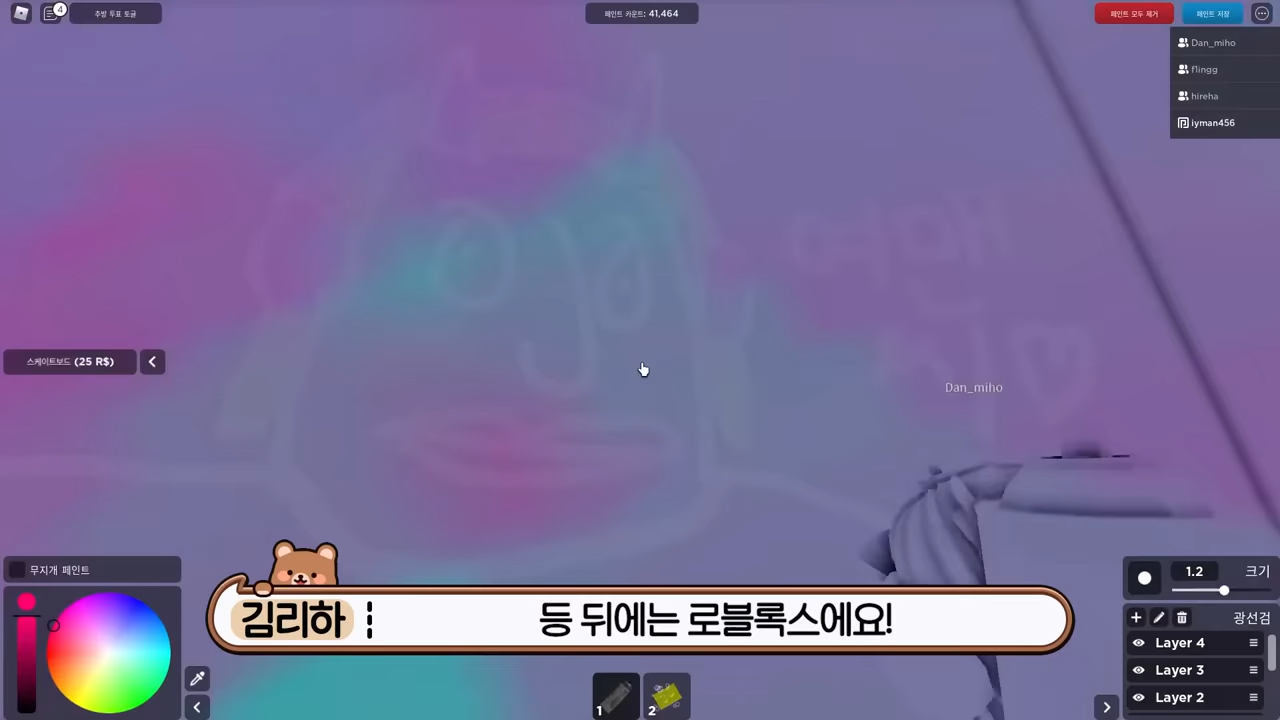 4
추방 투표 토글
페인트 카운트: 41,464
페인트 모두 제거
페인트 저장
Dan_miho
flingg
hireha
iyman456
스케이트보드 (25 R$)
Dan_miho
무지개 페인트
1.2
크기
광선검
Layer 4
Layer 3
Layer 2
김리하
등 뒤에는 로블록스에요!
1
2